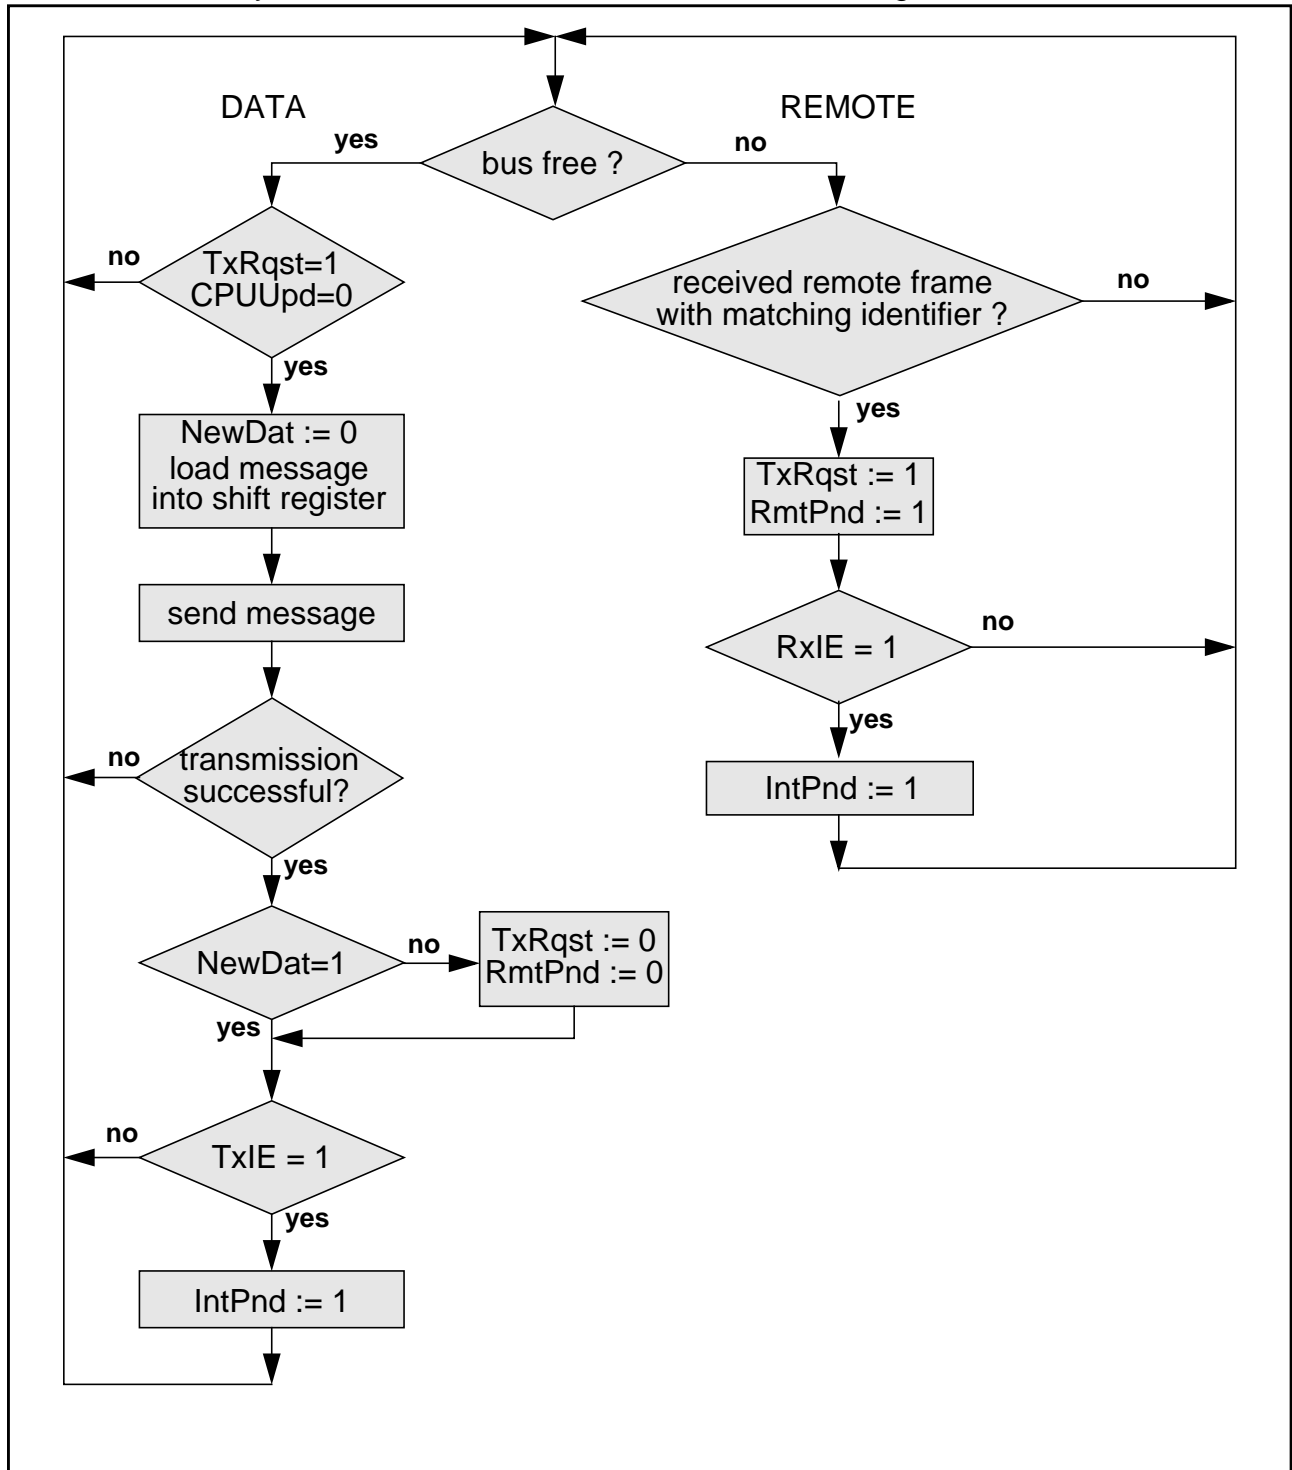 DATA
REMOTE
yes
no
bus free ?
no
TxRqst=1
CPUUpd=0
received remote frame
with matching identifier ?
no
yes
yes
NewDat := 0
load message
into shift register
TxRqst := 1
RmtPnd := 1
send message
RxIE = 1
no
yes
no
transmission
successful?
IntPnd := 1
yes
NewDat=1
no
TxRqst := 0
RmtPnd := 0
yes
no
TxIE = 1
yes
IntPnd := 1